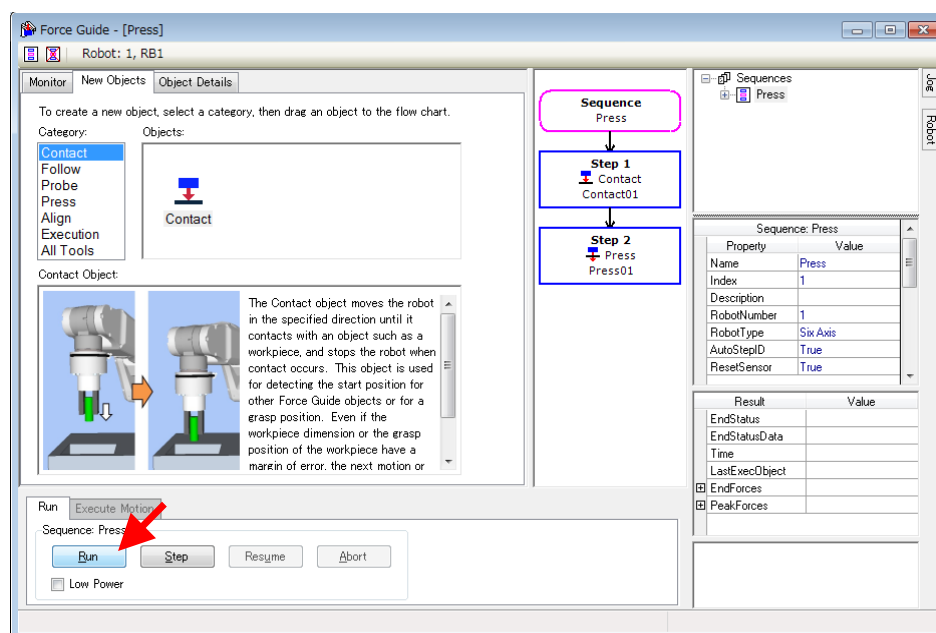 Force Guide - [Press]
Robot: 1, RB1
Monitor New Objects Object Details
To create a new object, select a category, then drag an object to the flow chart.
Category: Objects:
Contact
Follow
Probe
Press
Align
Execution
All Tools
Contact
Contact Object:
The Contact object moves the robot
in the specified direction until it
contacts with an object such as a
workpiece, and stops the robot when
contact occurs. This object is used
for detecting the start position for
other Force Guide objects or for a
grasp position. Even if the
workpiece dimension or the grasp
position of the workpiece have a
margin of error, the next motion or
Sequence
Press
Step 1
Contact
Contact01
Step 2
Press
Press01
Sequences
Press
Jog
Robot
Sequence: Press
Property Value
Name Press
Index 1
Description
RobotNumber 1
RobotType Six Axis
AutoStepID True
ResetSensor True
Result Value
EndStatus
EndStatusData
Time
LastExecObject
EndForces
PeakForces
Run Execute Motion
Sequence: Press
Run Step Resume Abort
Low Power